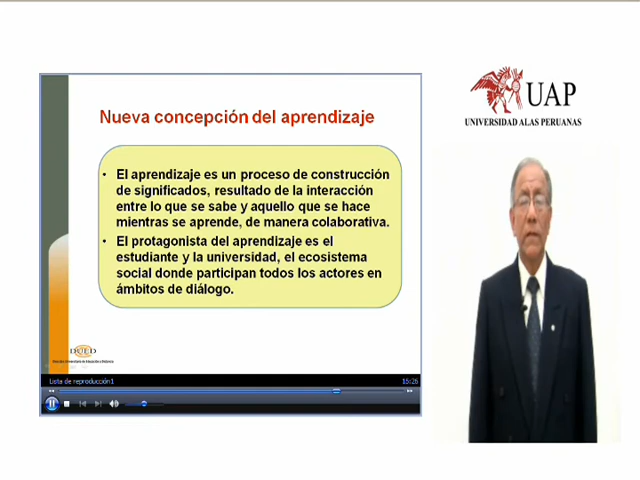 Nueva concepción del aprendizaje
• El aprendizaje es un proceso de construcción
de significados, resultado de la interacción
entre lo que se sabe y aquello que se hace
mientras se aprende, de manera colaborativa.
• El protagonista del aprendizaje es el
estudiante y la universidad, el ecosistema
social donde participan todos los actores en
ámbitos de diálogo.
DUED
Lista de reproducción1
15:26
UAP
UNIVERSIDAD ALAS PERUANAS